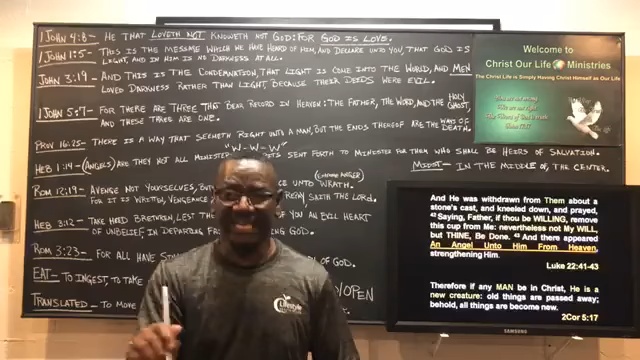 1 JOHN 4:8- HE THAT LOVETH NOT KNOWETH NOT GOD: FOR GOD IS LOVE.
1 JOHN 1:5- THIS IS THE MESSAGE WHICH WE HAVE HEARD OF HIM, AND DECLARE UNTO YOU, THAT GOD IS
LIGHT, AND IN HIM IS NO DARKNESS AT ALL.
JOHN 3:19- AND THIS IS THE CONDEMNATION, THAT LIGHT IS COME INTO THE WORLD, AND MEN
LOVED DARKNESS RATHER THAN LIGHT, BECAUSE THEIR DEEDS WERE EVIL.
1 JOHN 5:7- FOR THERE ARE THREE THAT BEAR RECORD IN HEAVEN: THE FATHER, THE WORD, AND THE HOLY GHOST,
AND THESE THREE ARE ONE.
PROV 16:25- THERE IS A WAY THAT SEEMETH RIGHT UNTO A MAN, BUT THE ENDS THEREOF ARE THE WAYS OF DEATH.
"W-W-W"
HEB 1:14- (ANGELS) ARE THEY NOT ALL MINISTER SENT FORTH TO MINISTER FOR THEM WHO SHALL BE HEIRS OF SALVATION.
MIDST- IN THE MIDDLE OF THE CENTER.
ROM 12:19- AVENGE NOT YOURSELVES, BUT UNTO WRATH:
FOR IT IS WRITTEN, VENGEANCE SAITH THE LORD.
HEB 3:12- TAKE HEED BRETHREN, LEST THE OF YOU AN EVIL HEART
OF UNBELIEF, IN DEPARTING FROM GOD.
ROM 3:23- FOR ALL HAVE OF GOD.
EAT- TO INGEST, TO TAKE OPEN
TRANSLATED- TO MOVE
Lifestyle
Welcome to
Christ Our Life Ministries
The Christ Life is Simply Having Christ Himself as Our Life
And He was withdrawn from Them about a
stone's cast, and kneeled down, and prayed,
42 Saying, Father, if thou be WILLING, remove
this cup from Me: nevertheless not My WILL,
but THINE, Be Done. 43 And there appeared
An Angel Unto Him From Heaven,
strengthening Him.
Luke 22:41-43
Therefore if any MAN be in Christ, He is a
new creature: old things are passed away;
behold, all things are become new.
2Cor 5:17
SAMSUNG